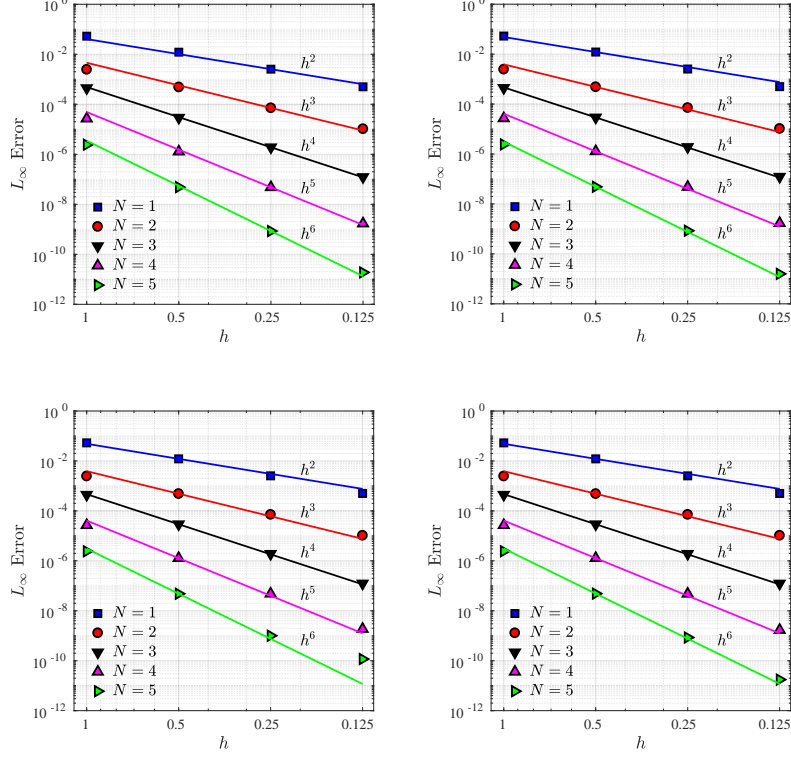 10^0
10^-2
10^-4
10^-6
10^-8
10^-10
10^-12
L∞ Error
h^2
h^3
h^4
h^5
h^6
N = 1
N = 2
N = 3
N = 4
N = 5
1 0.5 0.25 0.125
h
10^0
10^-2
10^-4
10^-6
10^-8
10^-10
10^-12
L∞ Error
h^2
h^3
h^4
h^5
h^6
N = 1
N = 2
N = 3
N = 4
N = 5
1 0.5 0.25 0.125
h
10^0
10^-2
10^-4
10^-6
10^-8
10^-10
10^-12
L∞ Error
h^2
h^3
h^4
h^5
h^6
N = 1
N = 2
N = 3
N = 4
N = 5
1 0.5 0.25 0.125
h
10^0
10^-2
10^-4
10^-6
10^-8
10^-10
10^-12
L∞ Error
h^2
h^3
h^4
h^5
h^6
N = 1
N = 2
N = 3
N = 4
N = 5
1 0.5 0.25 0.125
h